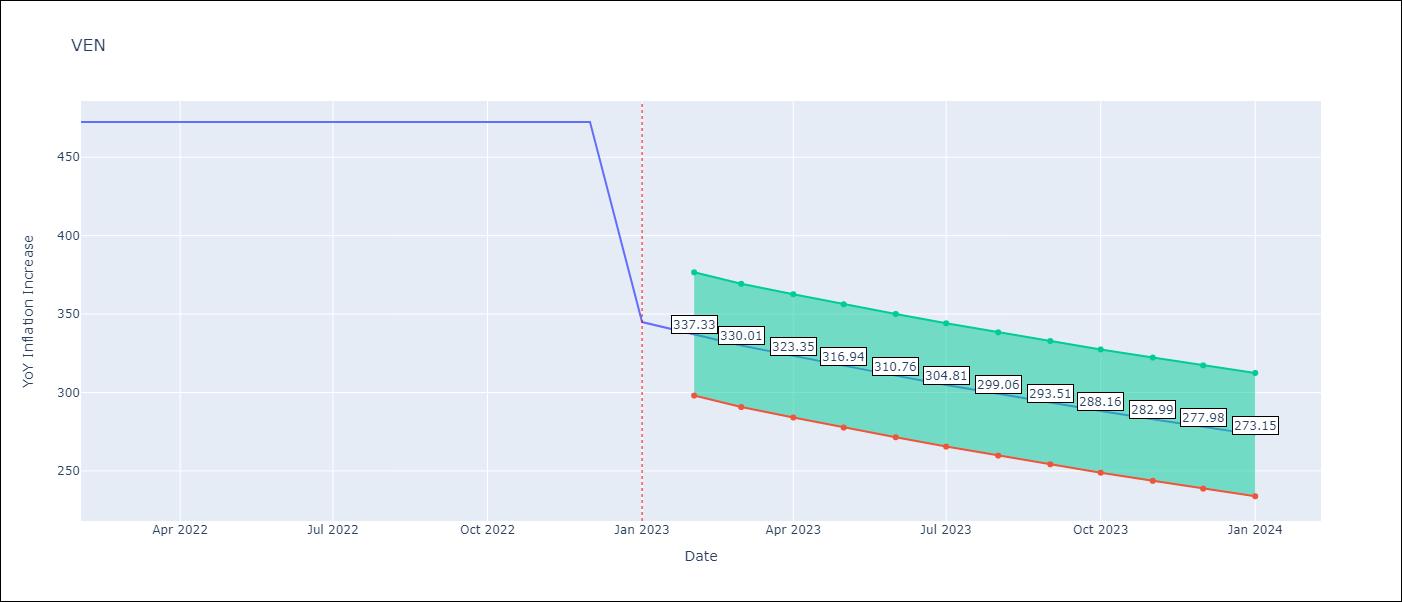 VEN
YoY Inflation Increase
450
400
350
300
250
337.33
330.01
323.35
316.94
310.76
304.81
299.06
293.51
288.16
282.99
277.98
273.15
Apr 2022
Jul 2022
Oct 2022
Jan 2023
Apr 2023
Jul 2023
Oct 2023
Jan 2024
Date